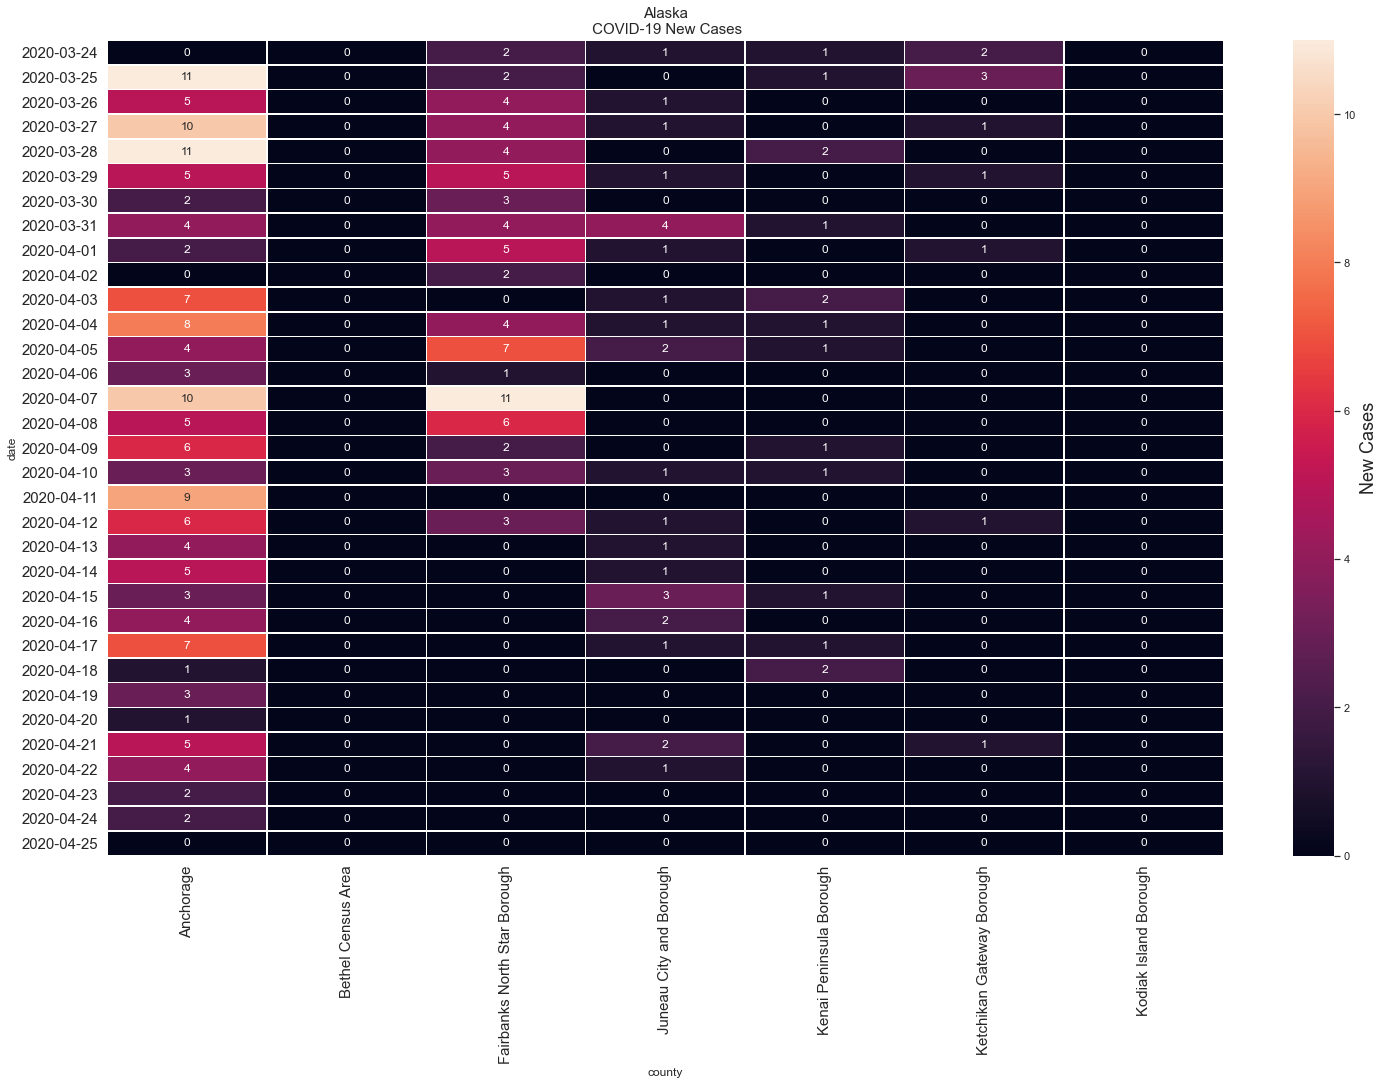 Alaska
COVID-19 New Cases
2020-03-24 0 0 2 1 1 2 0
2020-03-25 11 0 2 0 1 3 0
2020-03-26 5 0 4 1 0 0 0
2020-03-27 10 0 4 1 0 1 0
2020-03-28 11 0 4 0 2 0 0
2020-03-29 5 0 5 1 0 1 0
2020-03-30 2 0 3 0 0 0 0
2020-03-31 4 0 4 4 1 0 0
2020-04-01 2 0 5 1 0 1 0
2020-04-02 0 0 2 0 0 0 0
2020-04-03 7 0 0 1 2 0 0
2020-04-04 8 0 4 1 1 0 0
2020-04-05 4 0 7 2 1 0 0
2020-04-06 3 0 1 0 0 0 0
2020-04-07 10 0 11 0 0 0 0
2020-04-08 5 0 6 0 0 0 0
2020-04-09 6 0 2 0 1 0 0
2020-04-10 3 0 3 1 1 0 0
2020-04-11 9 0 0 0 0 0 0
2020-04-12 6 0 3 1 0 1 0
2020-04-13 4 0 0 1 0 0 0
2020-04-14 5 0 0 1 0 0 0
2020-04-15 3 0 0 3 1 0 0
2020-04-16 4 0 0 2 0 0 0
2020-04-17 7 0 0 1 1 0 0
2020-04-18 1 0 0 0 2 0 0
2020-04-19 3 0 0 0 0 0 0
2020-04-20 1 0 0 0 0 0 0
2020-04-21 5 0 0 2 0 1 0
2020-04-22 4 0 0 1 0 0 0
2020-04-23 2 0 0 0 0 0 0
2020-04-24 2 0 0 0 0 0 0
2020-04-25 0 0 0 0 0 0 0
date
Anchorage
Bethel Census Area
Fairbanks North Star Borough
Juneau City and Borough
Kenai Peninsula Borough
Ketchikan Gateway Borough
Kodiak Island Borough
county
10
8
6
4
2
0
New Cases